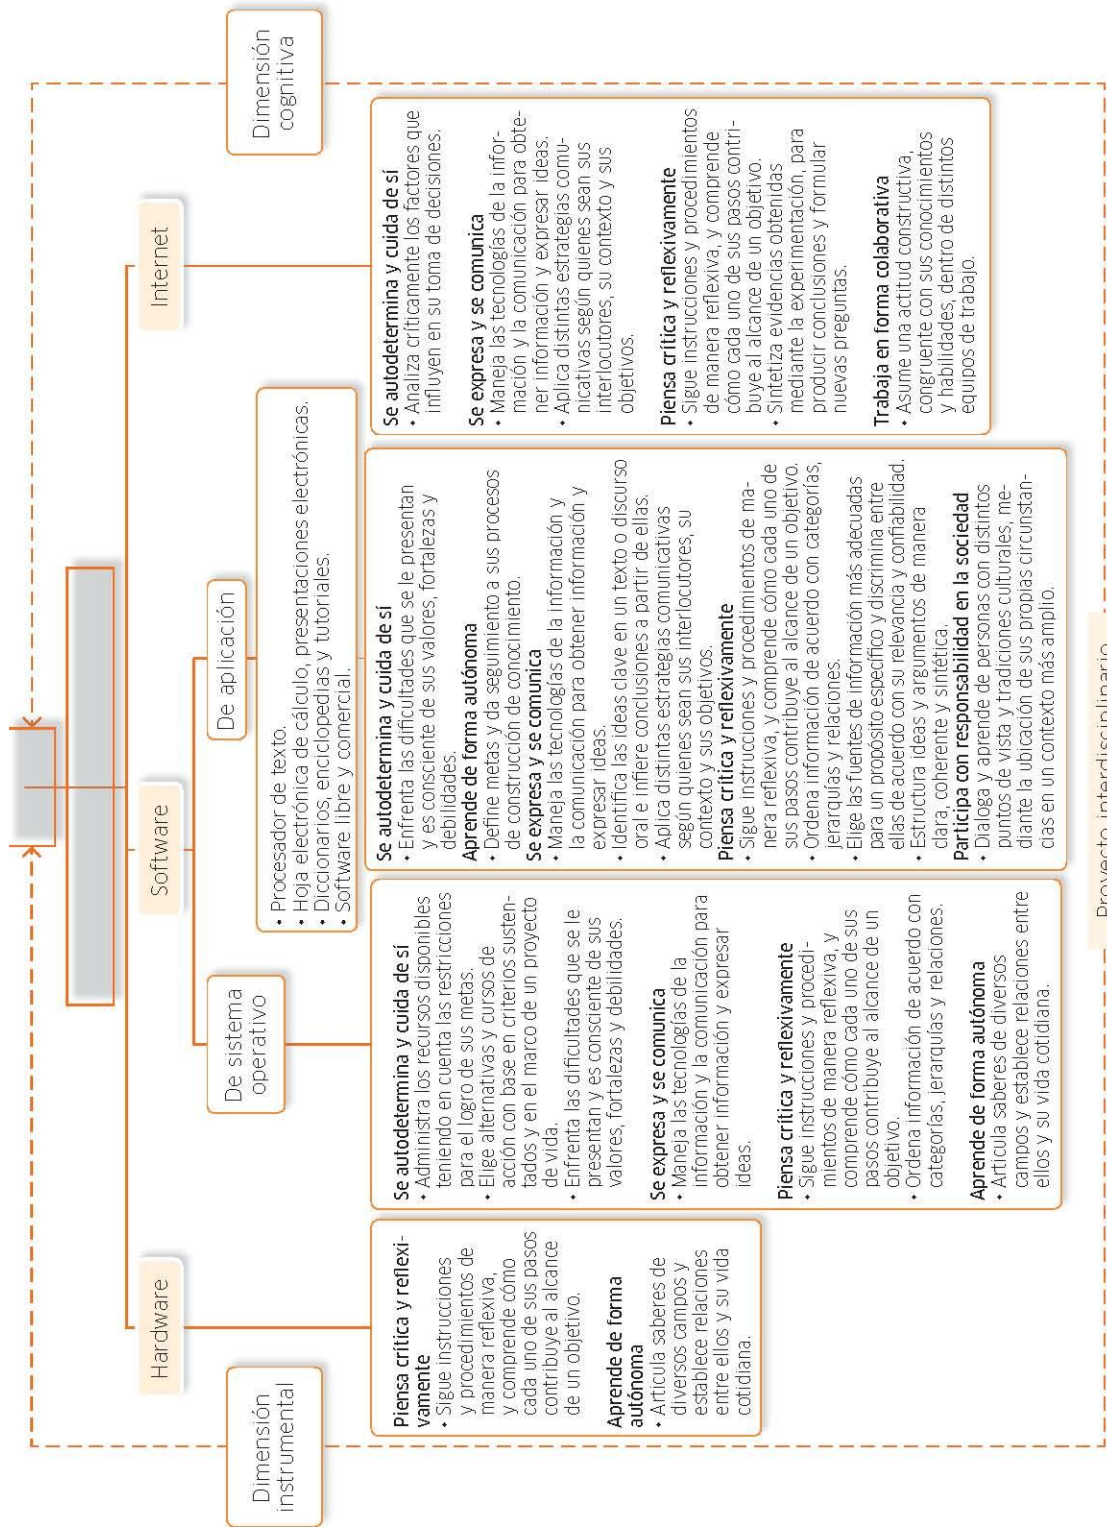 Dimensión
instrumental
Dimensión
cognitiva
Hardware
Software
Internet
De sistema
operativo
De aplicación
• Procesador de texto.
• Hoja electrónica de cálculo, presentaciones electrónicas.
• Diccionarios, enciclopedias y tutoriales.
• Software libre y comercial.
Piensa crítica y reflexi-
vamente
• Sigue instrucciones
y procedimientos de
manera reflexiva,
y comprende cómo
cada uno de sus pasos
contribuye al alcance
de un objetivo.
Aprende de forma
autónoma
• Articula saberes de
diversos campos y
establece relaciones
entre ellos y su vida
cotidiana.
Se autodetermina y cuida de sí
• Administra los recursos disponibles
teniendo en cuenta las restricciones
para el logro de sus metas.
• Elige alternativas y cursos de
acción con base en criterios susten-
tados y en el marco de un proyecto
de vida.
• Enfrenta las dificultades que se le
presentan y es consciente de sus
valores, fortalezas y debilidades.
Se expresa y se comunica
• Maneja las tecnologías de la
información y la comunicación para
obtener información y expresar
ideas.
Piensa crítica y reflexivamente
• Sigue instrucciones y procedi-
mientos de manera reflexiva, y
comprende cómo cada uno de sus
pasos contribuye al alcance de un
objetivo.
• Ordena información de acuerdo con
categorías, jerarquías y relaciones.
Aprende de forma autónoma
• Articula saberes de diversos
campos y establece relaciones entre
ellos y su vida cotidiana.
Se autodetermina y cuida de sí
• Enfrenta las dificultades que se le presentan
y es consciente de sus valores, fortalezas y
debilidades.
Aprende de forma autónoma
• Define metas y da seguimiento a sus procesos
de construcción de conocimiento.
Se expresa y se comunica
• Maneja las tecnologías de la información y
la comunicación para obtener información y
expresar ideas.
• Identifica las ideas clave en un texto o discurso
oral e infiere conclusiones a partir de ellas.
• Aplica distintas estrategias comunicativas
según quienes sean sus interlocutores, su
contexto y sus objetivos.
Piensa crítica y reflexivamente
• Sigue instrucciones y procedimientos de ma-
nera reflexiva, y comprende cómo cada uno de
sus pasos contribuye al alcance de un objetivo.
• Ordena información de acuerdo con categorías,
jerarquías y relaciones.
• Elige las fuentes de información más adecuadas
para un propósito específico y discrimina entre
ellas de acuerdo con su relevancia y confiabilidad.
• Estructura ideas y argumentos de manera
clara, coherente y sintética.
Participa con responsabilidad en la sociedad
• Dialoga y aprende de personas con distintos
puntos de vista y tradiciones culturales, me-
diante la ubicación de sus propias circunstan-
cias en un contexto más amplio.
Se autodetermina y cuida de sí
• Analiza críticamente los factores que
influyen en su toma de decisiones.
Se expresa y se comunica
• Maneja las tecnologías de la infor-
mación y la comunicación para obte-
ner información y expresar ideas.
• Aplica distintas estrategias comu-
nicativas según quienes sean sus
interlocutores, su contexto y sus
objetivos.
Piensa crítica y reflexivamente
• Sigue instrucciones y procedimientos
de manera reflexiva, y comprende
cómo cada uno de sus pasos contri-
buye al alcance de un objetivo.
• Sintetiza evidencias obtenidas
mediante la experimentación, para
producir conclusiones y formular
nuevas preguntas.
Trabaja en forma colaborativa
• Asume una actitud constructiva,
congruente con sus conocimientos
y habilidades, dentro de distintos
equipos de trabajo.
Proyecto interdisciplinario